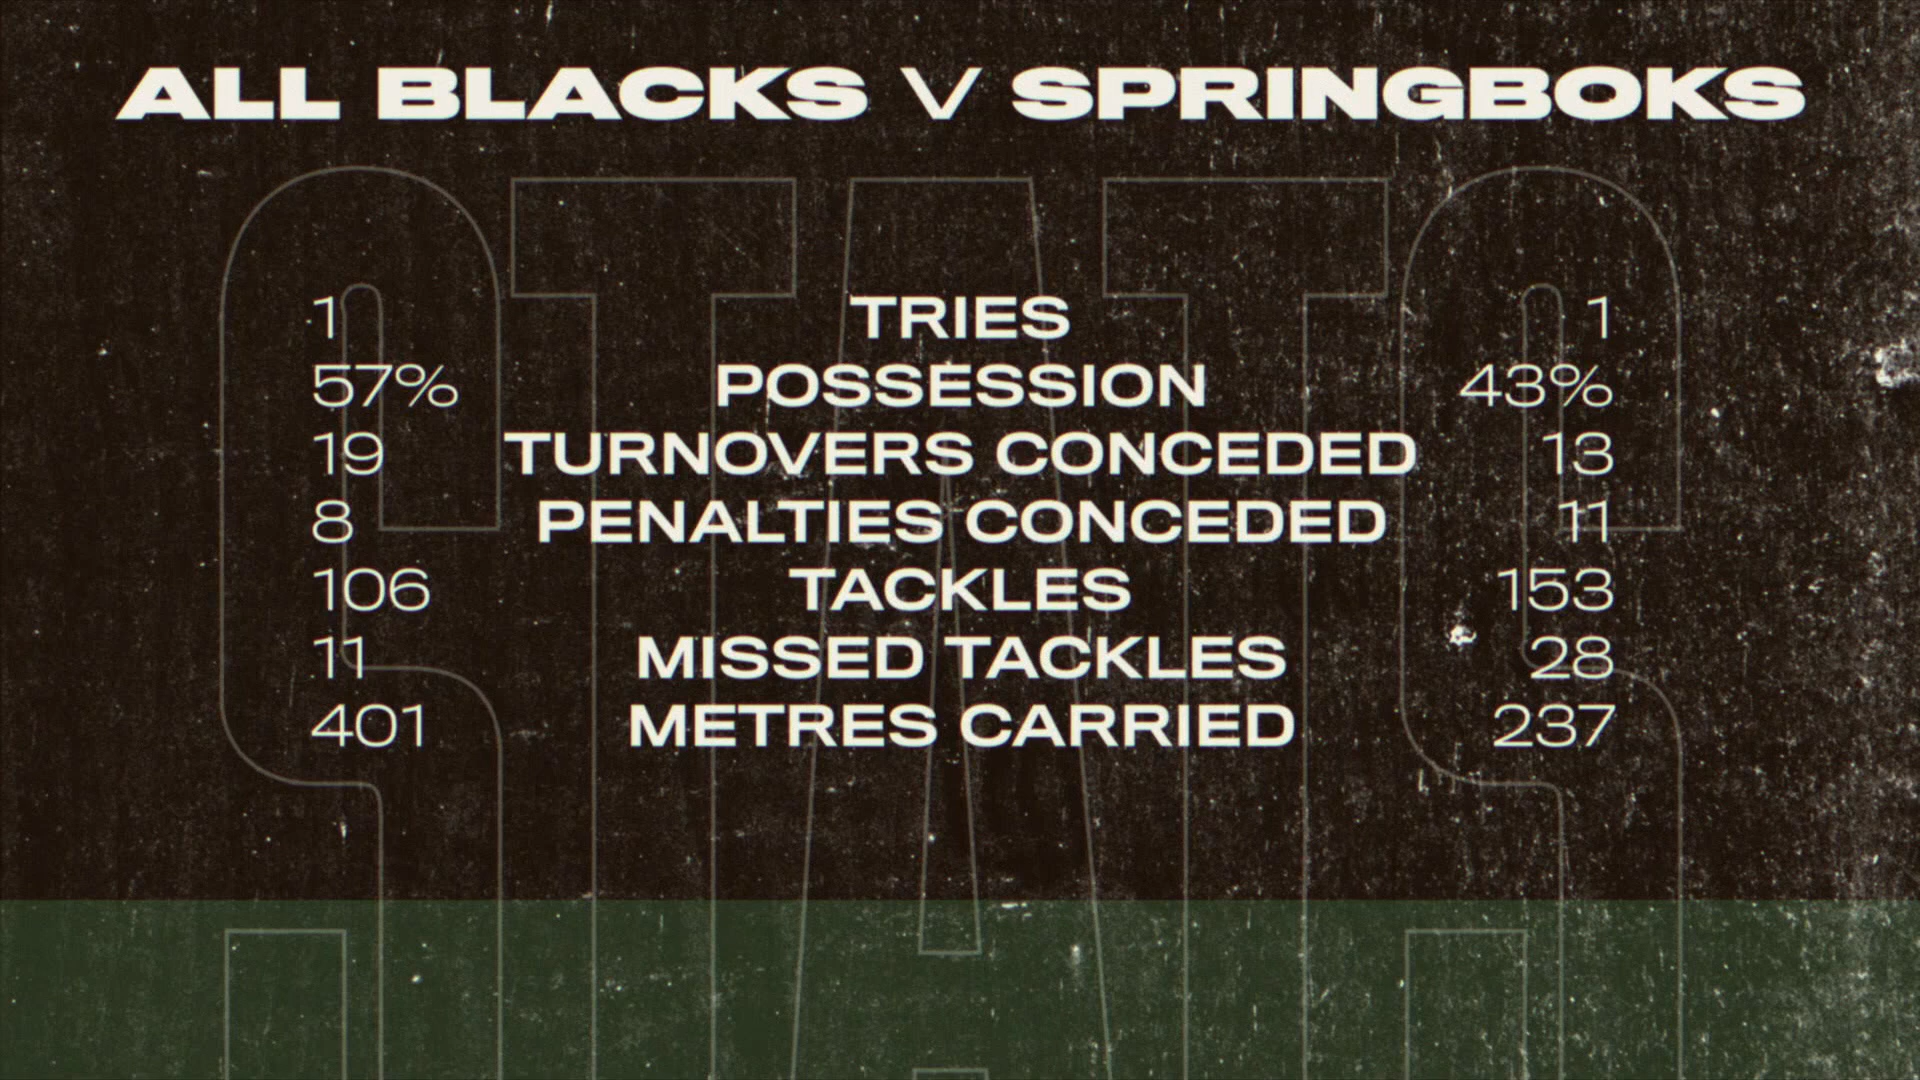 ALL BLACKS V SPRINGBOKS
STATS
1 TRIES 1
57% POSSESSION 43%
19 TURNOVERS CONCEDED 13
8 PENALTIES CONCEDED 11
106 TACKLES 153
11 MISSED TACKLES 28
401 METRES CARRIED 237